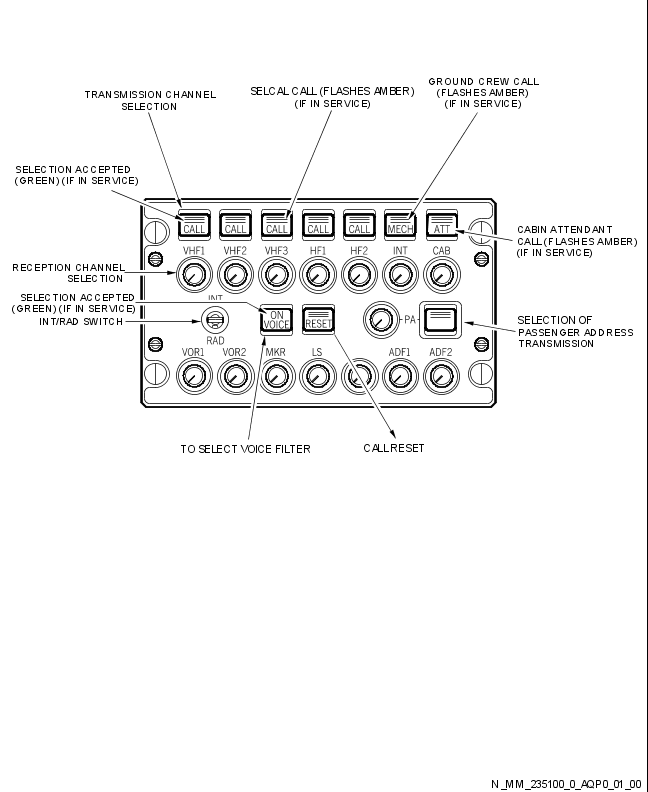 TRANSMISSION CHANNEL
SELECTION
SELCAL CALL (FLASHES AMBER)
(IF IN SERVICE)
GROUND CREW CALL
(FLASHES AMBER)
(IF IN SERVICE)
SELECTION ACCEPTED
(GREEN) (IF IN SERVICE)
CALL CALL CALL CALL CALL MECH ATT
CABIN ATTENDANT
CALL (FLASHES AMBER)
(IF IN SERVICE)
VHF1 VHF2 VHF3 HF1 HF2 INT CAB
RECEPTION CHANNEL
SELECTION
SELECTION ACCEPTED
(GREEN) (IF IN SERVICE)
INT/RAD SWITCH
INT
RAD
ON
VOICE
RESET
PA
SELECTION OF
PASSENGER ADDRESS
TRANSMISSION
VOR1 VOR2 MKR LS ADF1 ADF2
TO SELECT VOICE FILTER
CALL RESET
N_MM_235100_0_AQP0_01_00